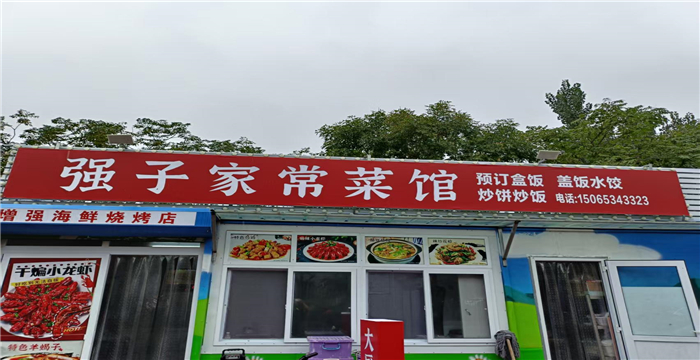 强子家常菜馆
预订盒饭 盖饭水饺
炒饼炒饭 电话:15065343323
增强海鲜烧烤店
干煸小龙虾
特色羊蝎子
大